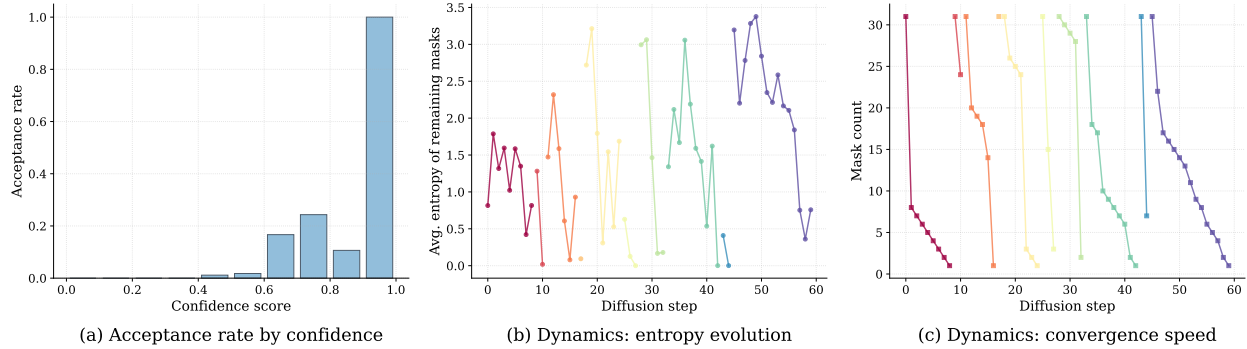 1.0
0.8
0.6
0.4
0.2
0.0
Acceptance rate
0.0 0.2 0.4 0.6 0.8 1.0
Confidence score
(a) Acceptance rate by confidence
3.5
3.0
2.5
2.0
1.5
1.0
0.5
0.0
Avg. entropy of remaining masks
0 10 20 30 40 50 60
Diffusion step
(b) Dynamics: entropy evolution
30
25
20
15
10
5
0
Mask count
0 10 20 30 40 50 60
Diffusion step
(c) Dynamics: convergence speed